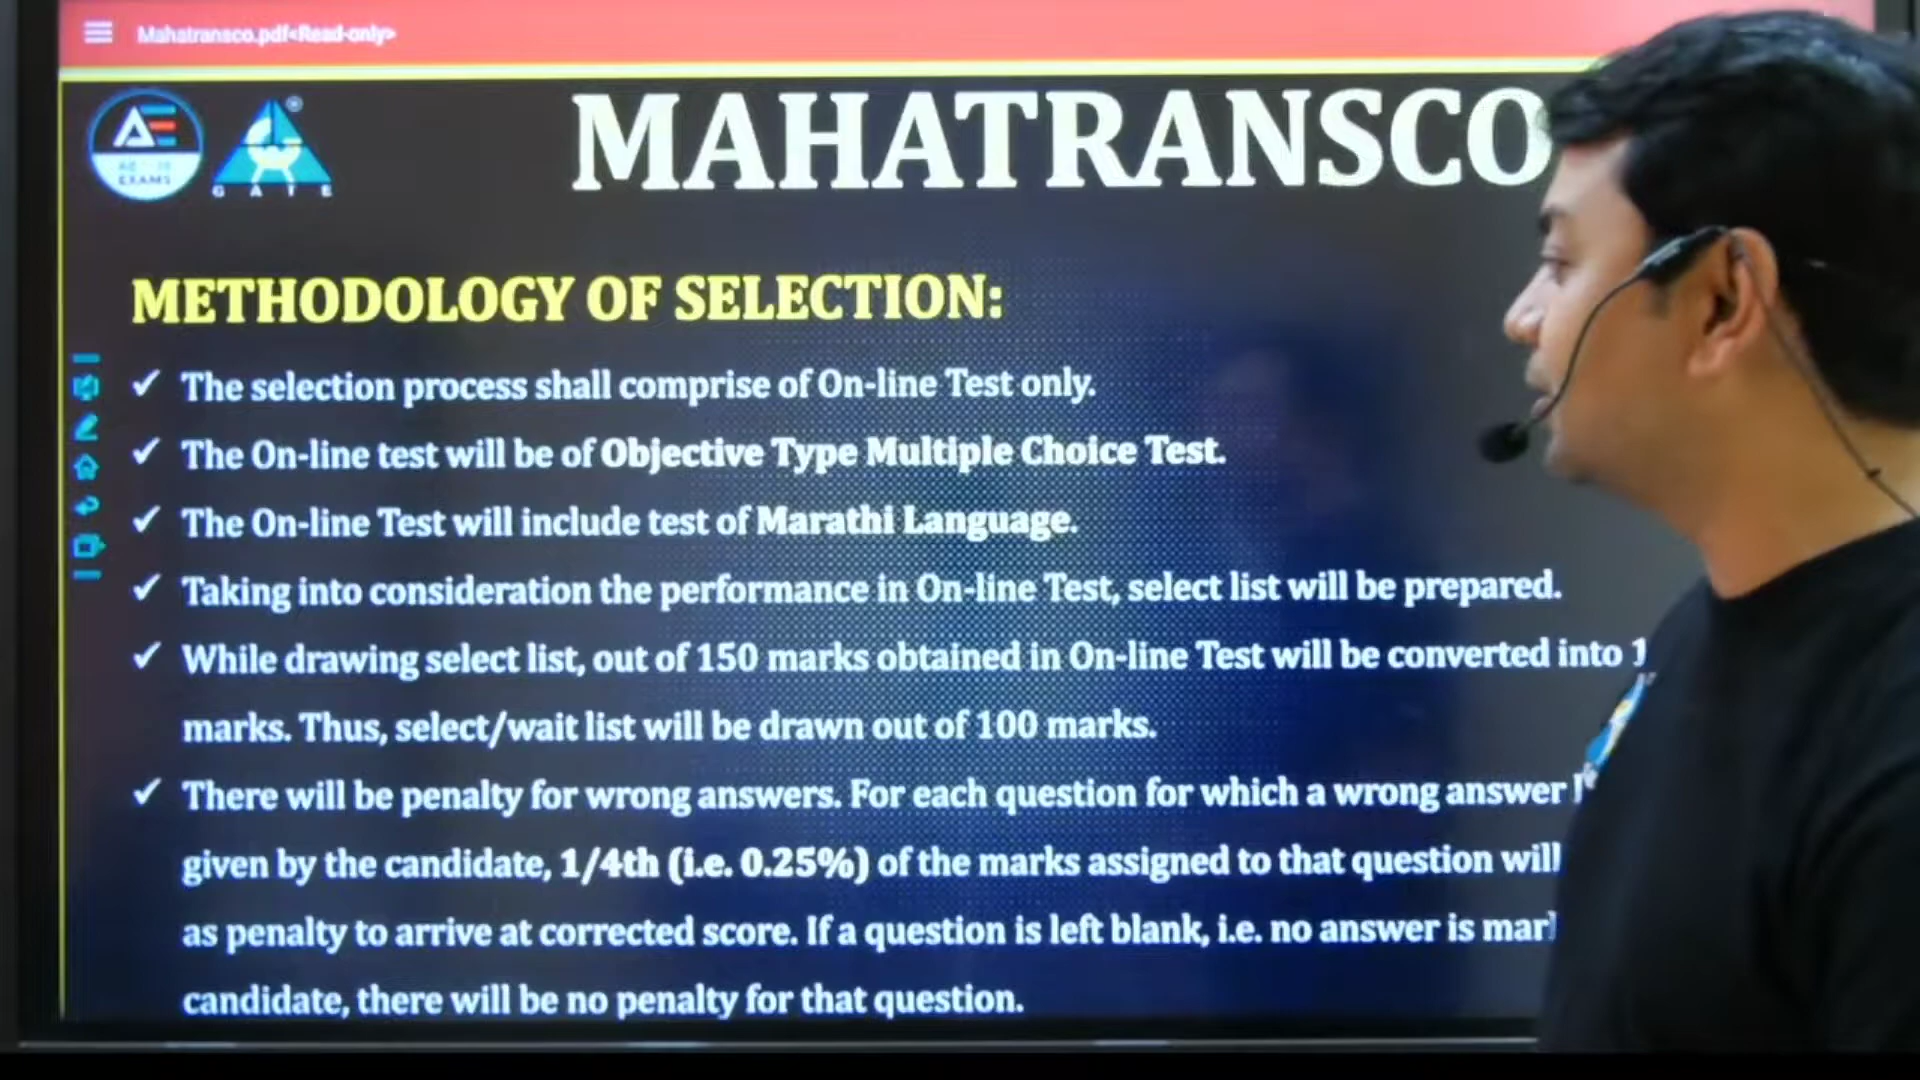 Mahatransco.pdf<Read-only>
AE
EXAMS
GATE
MAHATRANSCO
METHODOLOGY OF SELECTION:
✓ The selection process shall comprise of On-line Test only.
✓ The On-line test will be of Objective Type Multiple Choice Test.
✓ The On-line Test will include test of Marathi Language.
✓ Taking into consideration the performance in On-line Test, select list will be prepared.
✓ While drawing select list, out of 150 marks obtained in On-line Test will be converted into
marks. Thus, select/wait list will be drawn out of 100 marks.
✓ There will be penalty for wrong answers. For each question for which a wrong answer
given by the candidate, 1/4th (i.e. 0.25%) of the marks assigned to that question will
as penalty to arrive at corrected score. If a question is left blank, i.e. no answer is
candidate, there will be no penalty for that question.